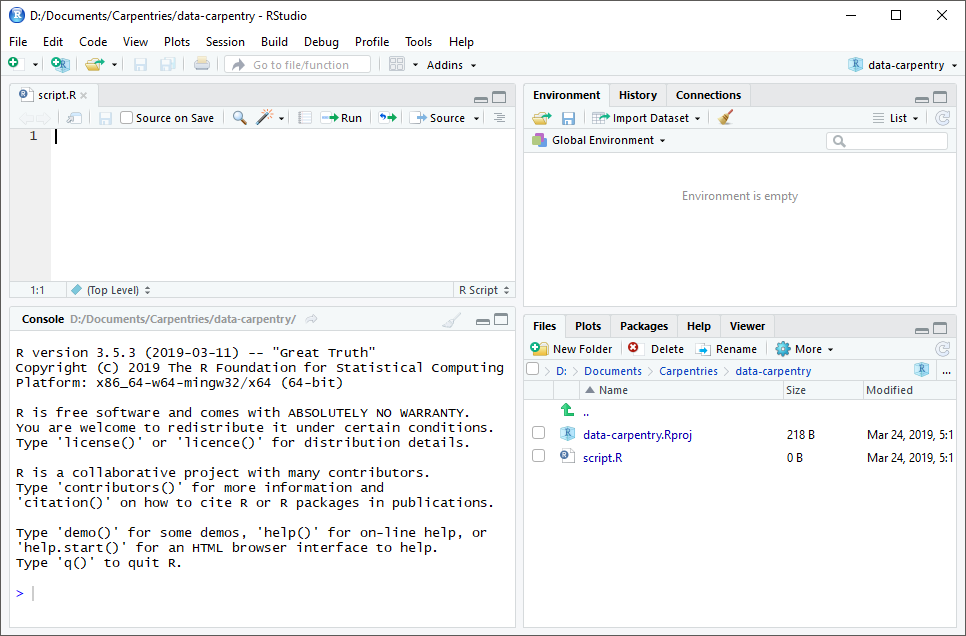 D:/Documents/Carpentries/data-carpentry - RStudio
File Edit Code View Plots Session Build Debug Profile Tools Help
Go to file/function Addins data-carpentry
script.R
Source on Save Run Source
1
1:1 (Top Level) R Script
Console D:/Documents/Carpentries/data-carpentry/
R version 3.5.3 (2019-03-11) -- "Great Truth"
Copyright (C) 2019 The R Foundation for Statistical Computing
Platform: x86_64-w64-mingw32/x64 (64-bit)
R is free software and comes with ABSOLUTELY NO WARRANTY.
You are welcome to redistribute it under certain conditions.
Type 'license()' or 'licence()' for distribution details.
R is a collaborative project with many contributors.
Type 'contributors()' for more information and
'citation()' on how to cite R or R packages in publications.
Type 'demo()' for some demos, 'help()' for on-line help, or
'help.start()' for an HTML browser interface to help.
Type 'q()' to quit R.
>
Environment History Connections
Import Dataset List
Global Environment
Environment is empty
Files Plots Packages Help Viewer
New Folder Delete Rename More
D: Documents Carpentries data-carpentry ...
Name Size Modified
..
data-carpentry.Rproj 218 B Mar 24, 2019, 5:1
script.R 0 B Mar 24, 2019, 5:1